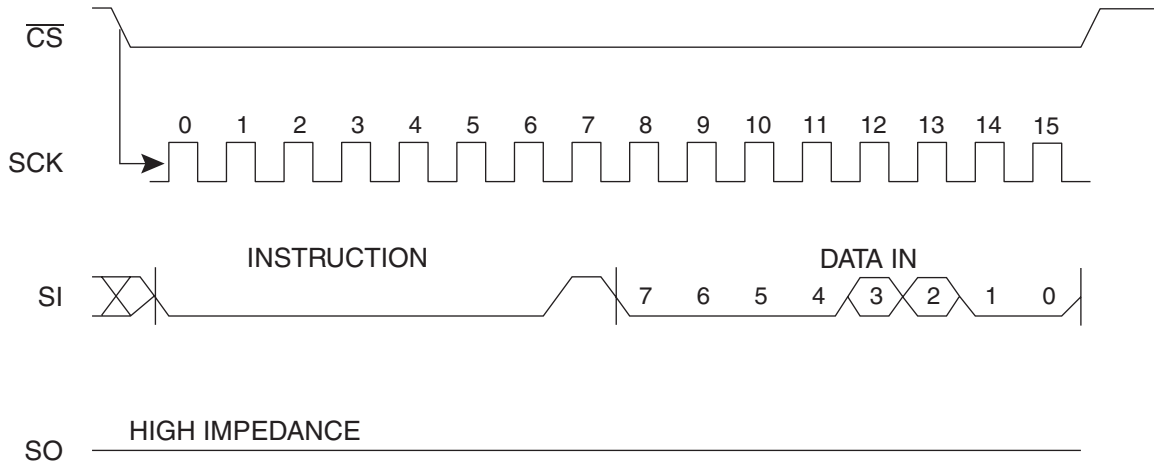 CS
0 1 2 3 4 5 6 7 8 9 10 11 12 13 14 15
SCK
INSTRUCTION DATA IN
SI 7 6 5 4 3 2 1 0
HIGH IMPEDANCE
SO